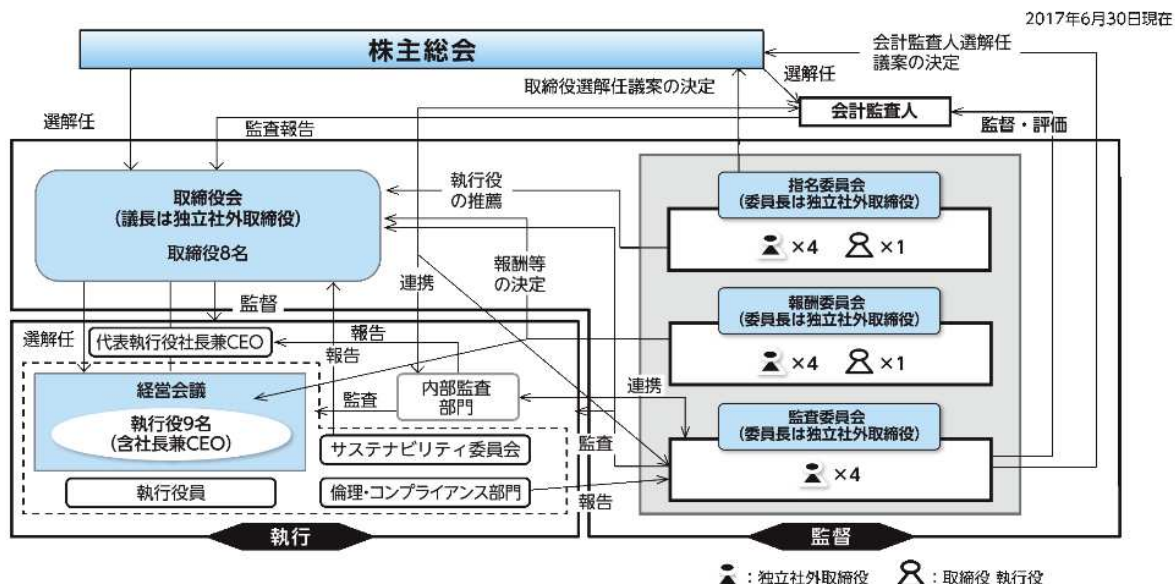 2017年6月30日現在
株主総会
会計監査人選解任
議案の決定
取締役選解任議案の決定
選解任
会計監査人
選解任
監査報告
監督・評価
取締役会
(議長は独立社外取締役)
取締役8名
執行役
の推薦
指名委員会
(委員長は独立社外取締役)
×4
×1
連携
報酬等
の決定
監督
報酬委員会
(委員長は独立社外取締役)
×4
×1
選解任
代表執行役社長兼CEO
報告
報告
経営会議
執行役9名
(含社長兼CEO)
監査
内部監査
部門
連携
監査委員会
(委員長は独立社外取締役)
×4
サステナビリティ委員会
監査
執行役員
倫理・コンプライアンス部門
報告
執行
監督
:独立社外取締役
:取締役 執行役